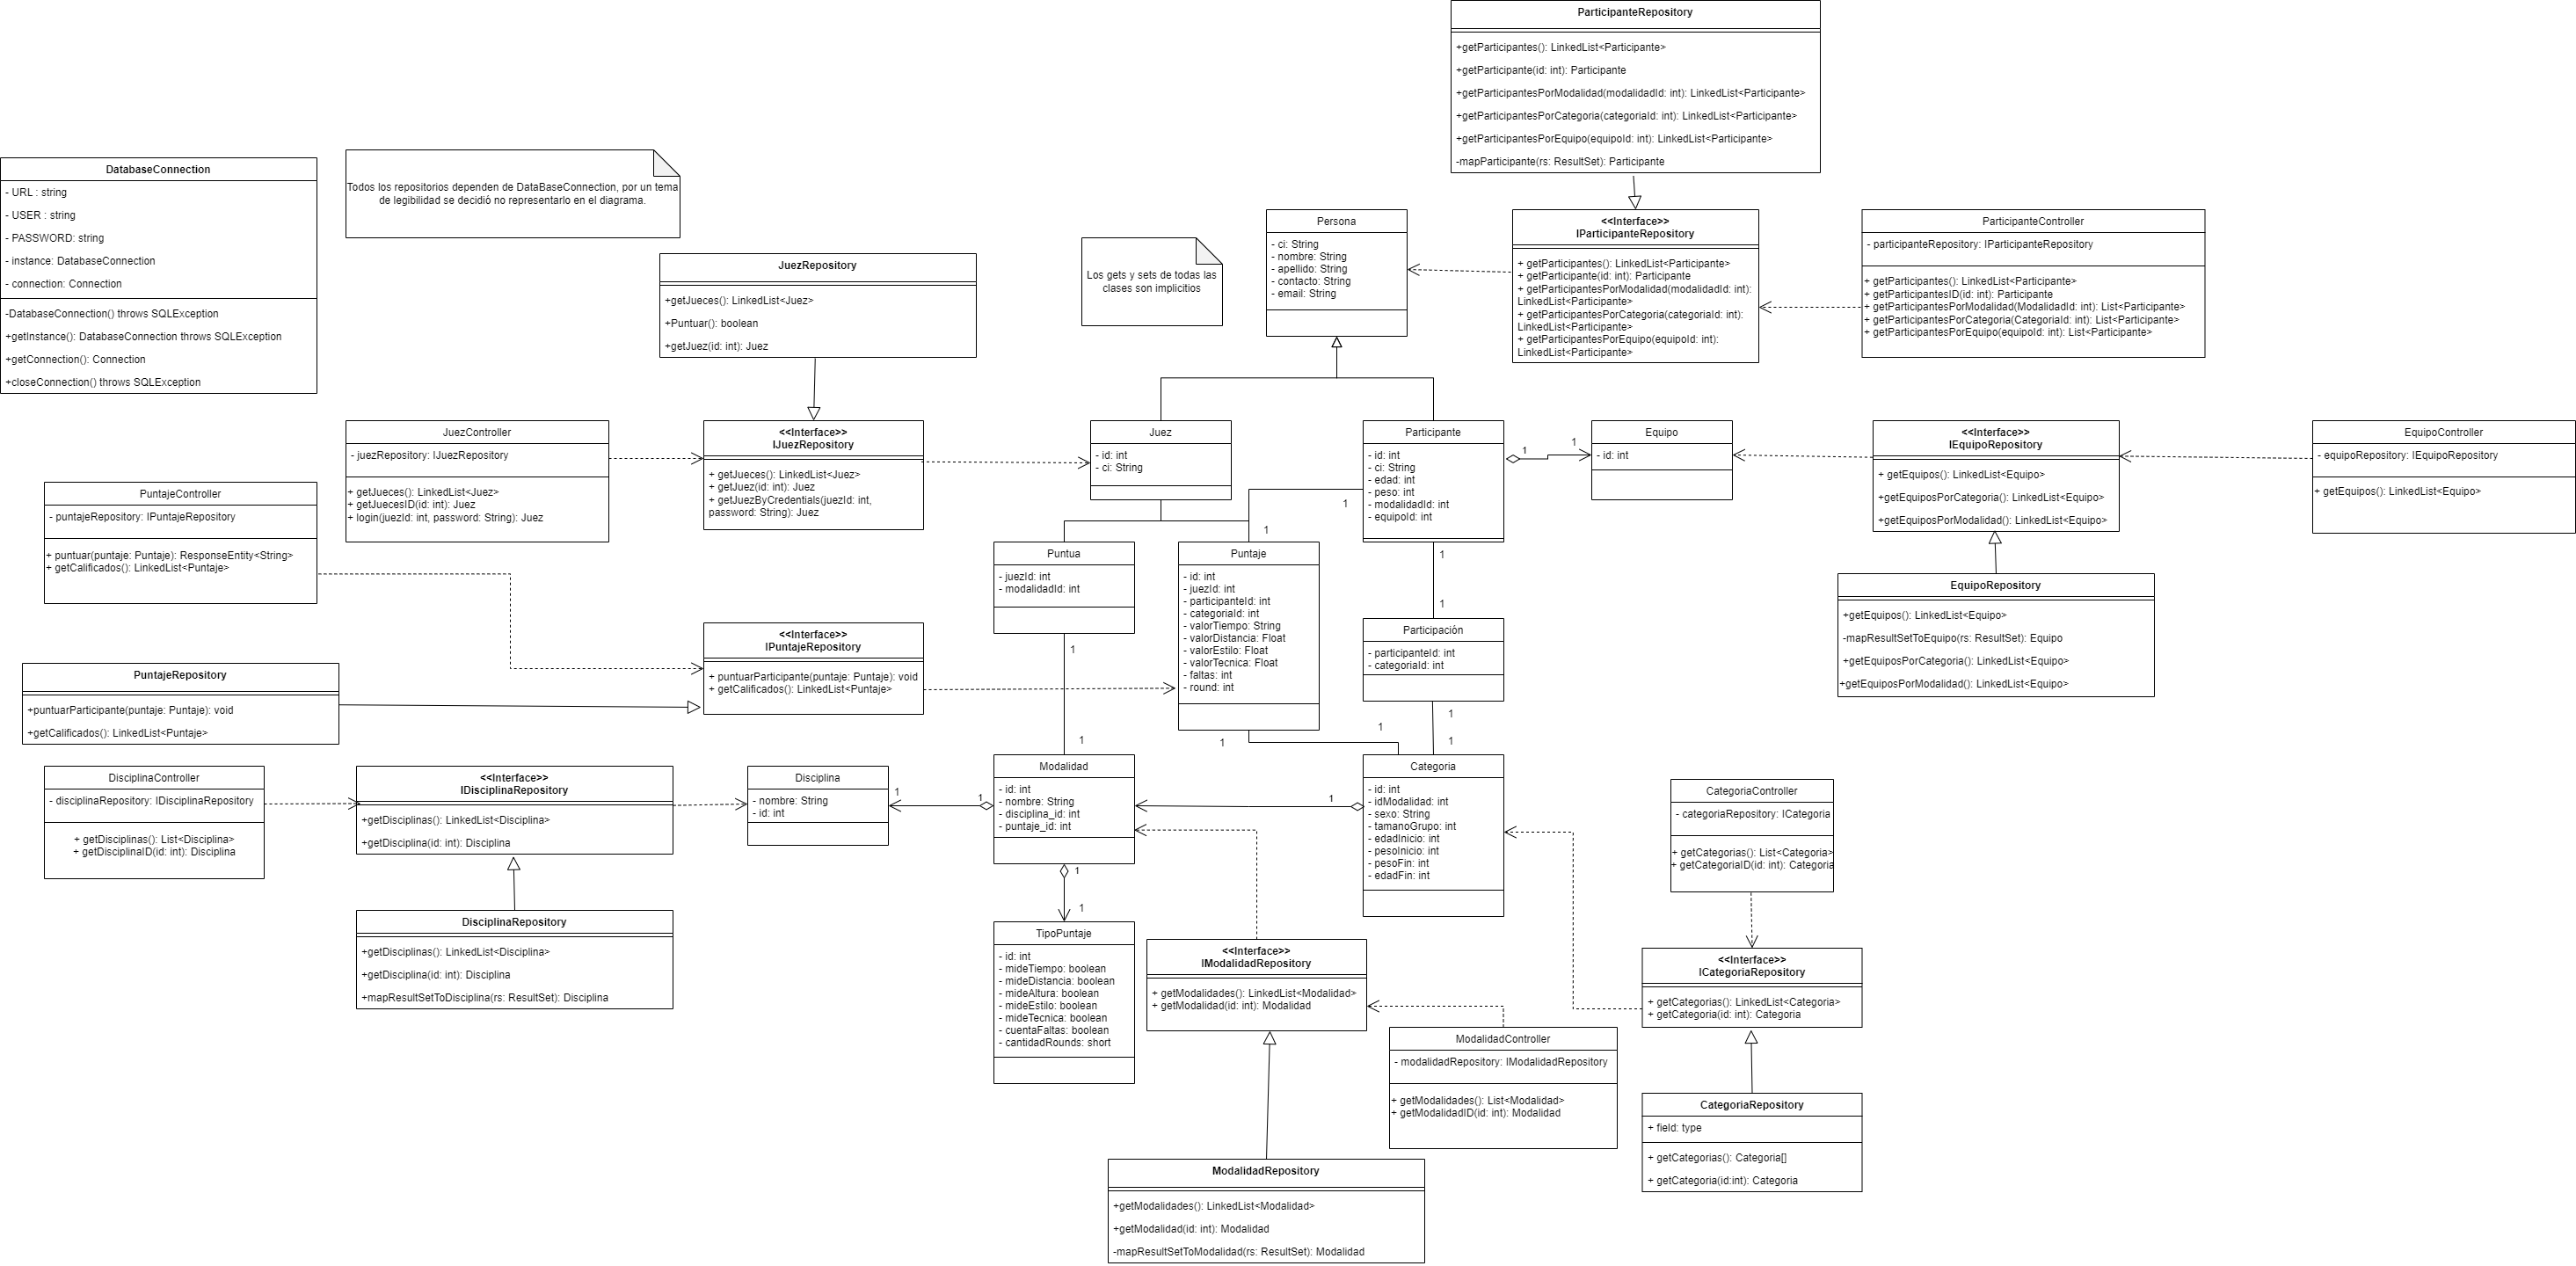 ParticipanteRepository
+getParticipantes(): LinkedList<Participante>
+getParticipante(id: int): Participante
+getParticipantesPorModalidad(modalidadId: int): LinkedList<Participante>
+getParticipantesPorCategoria(categoriaId: int): LinkedList<Participante>
+getParticipantesPorEquipo(equipoId: int): LinkedList<Participante>
-mapParticipante(rs: ResultSet): Participante
DatabaseConnection
- URL : string
- USER : string
- PASSWORD: string
- instance: DatabaseConnection
- connection: Connection
-DatabaseConnection() throws SQLException
+getInstance(): DatabaseConnection throws SQLException
+getConnection(): Connection
+closeConnection() throws SQLException
Todos los repositorios dependen de DataBaseConnection, por un tema
de legibilidad se decidió no representarlo en el diagrama.
JuezRepository
+getJueces(): LinkedList<Juez>
+Puntuar(): boolean
+getJuez(id: int): Juez
Los gets y sets de todas las
clases son implicitios
Persona
- ci: String
- nombre: String
- apellido: String
- contacto: String
- email: String
<<Interface>>
IParticipanteRepository
+ getParticipantes(): LinkedList<Participante>
+ getParticipante(id: int): Participante
+ getParticipantesPorModalidad(modalidadId: int):
LinkedList<Participante>
+ getParticipantesPorCategoria(categoriaId: int):
LinkedList<Participante>
+ getParticipantesPorEquipo(equipoId: int):
LinkedList<Participante>
ParticipanteController
- participanteRepository: IParticipanteRepository
+ getParticipantes(): LinkedList<Participante>
+ getParticipantesID(id: int): Participante
+ getParticipantesPorModalidad(ModalidadId: int): List<Participante>
+ getParticipantesPorCategoria(CategoriaId: int): List<Participante>
+ getParticipantesPorEquipo(equipoId: int): List<Participante>
JuezController
- juezRepository: IJuezRepository
+ getJueces(): LinkedList<Juez>
+ getJuecesID(id: int): Juez
+ login(juezId: int, password: String): Juez
<<Interface>>
IJuezRepository
+ getJueces(): LinkedList<Juez>
+ getJuez(id: int): Juez
+ getJuezByCredentials(juezId: int,
password: String): Juez
Juez
- id: int
- ci: String
Participante
- id: int
- ci: String
- edad: int
- peso: int
- modalidadId: int
- equipoId: int
1
1
Equipo
- id: int
<<Interface>>
IEquipoRepository
+ getEquipos(): LinkedList<Equipo>
+getEquiposPorCategoria(): LinkedList<Equipo>
+getEquiposPorModalidad(): LinkedList<Equipo>
EquipoController
- equipoRepository: IEquipoRepository
+ getEquipos(): LinkedList<Equipo>
PuntajeController
- puntajeRepository: IPuntajeRepository
+ puntuar(puntaje: Puntaje): ResponseEntity<String>
+ getCalificados(): LinkedList<Puntaje>
1
1
1
Puntua
- juezId: int
- modalidadId: int
Puntaje
- id: int
- juezId: int
- participanteId: int
- categoriaId: int
- valorTiempo: String
- valorDistancia: Float
- valorEstilo: Float
- valorTecnica: Float
- faltas: int
- round: int
1
Participación
- participanteId: int
- categoriaId: int
EquipoRepository
+getEquipos(): LinkedList<Equipo>
-mapResultSetToEquipo(rs: ResultSet): Equipo
+getEquiposPorCategoria(): LinkedList<Equipo>
+getEquiposPorModalidad(): LinkedList<Equipo>
<<Interface>>
IPuntajeRepository
+ puntuarParticipante(puntaje: Puntaje): void
+ getCalificados(): LinkedList<Puntaje>
PuntajeRepository
+puntuarParticipante(puntaje: Puntaje): void
+getCalificados(): LinkedList<Puntaje>
1
1
1
1
1
1
DisciplinaController
- disciplinaRepository: IDisciplinaRepository
+ getDisciplinas(): List<Disciplina>
+ getDisciplinaID(id: int): Disciplina
<<Interface>>
IDisciplinaRepository
+getDisciplinas(): LinkedList<Disciplina>
+getDisciplina(id: int): Disciplina
Disciplina
- nombre: String
- id: int
1
1
Modalidad
- id: int
- nombre: String
- disciplina_id: int
- puntaje_id: int
1
Categoria
- id: int
- idModalidad: int
- sexo: String
- tamanoGrupo: int
- edadInicio: int
- pesoInicio: int
- pesoFin: int
- edadFin: int
CategoriaController
- categoriaRepository: ICategoria
+ getCategorias(): List<Categoria>
+ getCategoriaID(id: int): Categoria
1
1
DisciplinaRepository
+getDisciplinas(): LinkedList<Disciplina>
+getDisciplina(id: int): Disciplina
+mapResultSetToDisciplina(rs: ResultSet): Disciplina
TipoPuntaje
- id: int
- mideTiempo: boolean
- mideDistancia: boolean
- mideAltura: boolean
- mideEstilo: boolean
- mideTecnica: boolean
- cuentaFaltas: boolean
- cantidadRounds: short
<<Interface>>
IModalidadRepository
+ getModalidades(): LinkedList<Modalidad>
+ getModalidad(id: int): Modalidad
<<Interface>>
ICategoriaRepository
+ getCategorias(): LinkedList<Categoria>
+ getCategoria(id: int): Categoria
ModalidadController
- modalidadRepository: IModalidadRepository
+ getModalidades(): List<Modalidad>
+ getModalidadID(id: int): Modalidad
CategoriaRepository
+ field: type
+ getCategorias(): Categoria[]
+ getCategoria(id:int): Categoria
ModalidadRepository
+getModalidades(): LinkedList<Modalidad>
+getModalidad(id: int): Modalidad
-mapResultSetToModalidad(rs: ResultSet): Modalidad